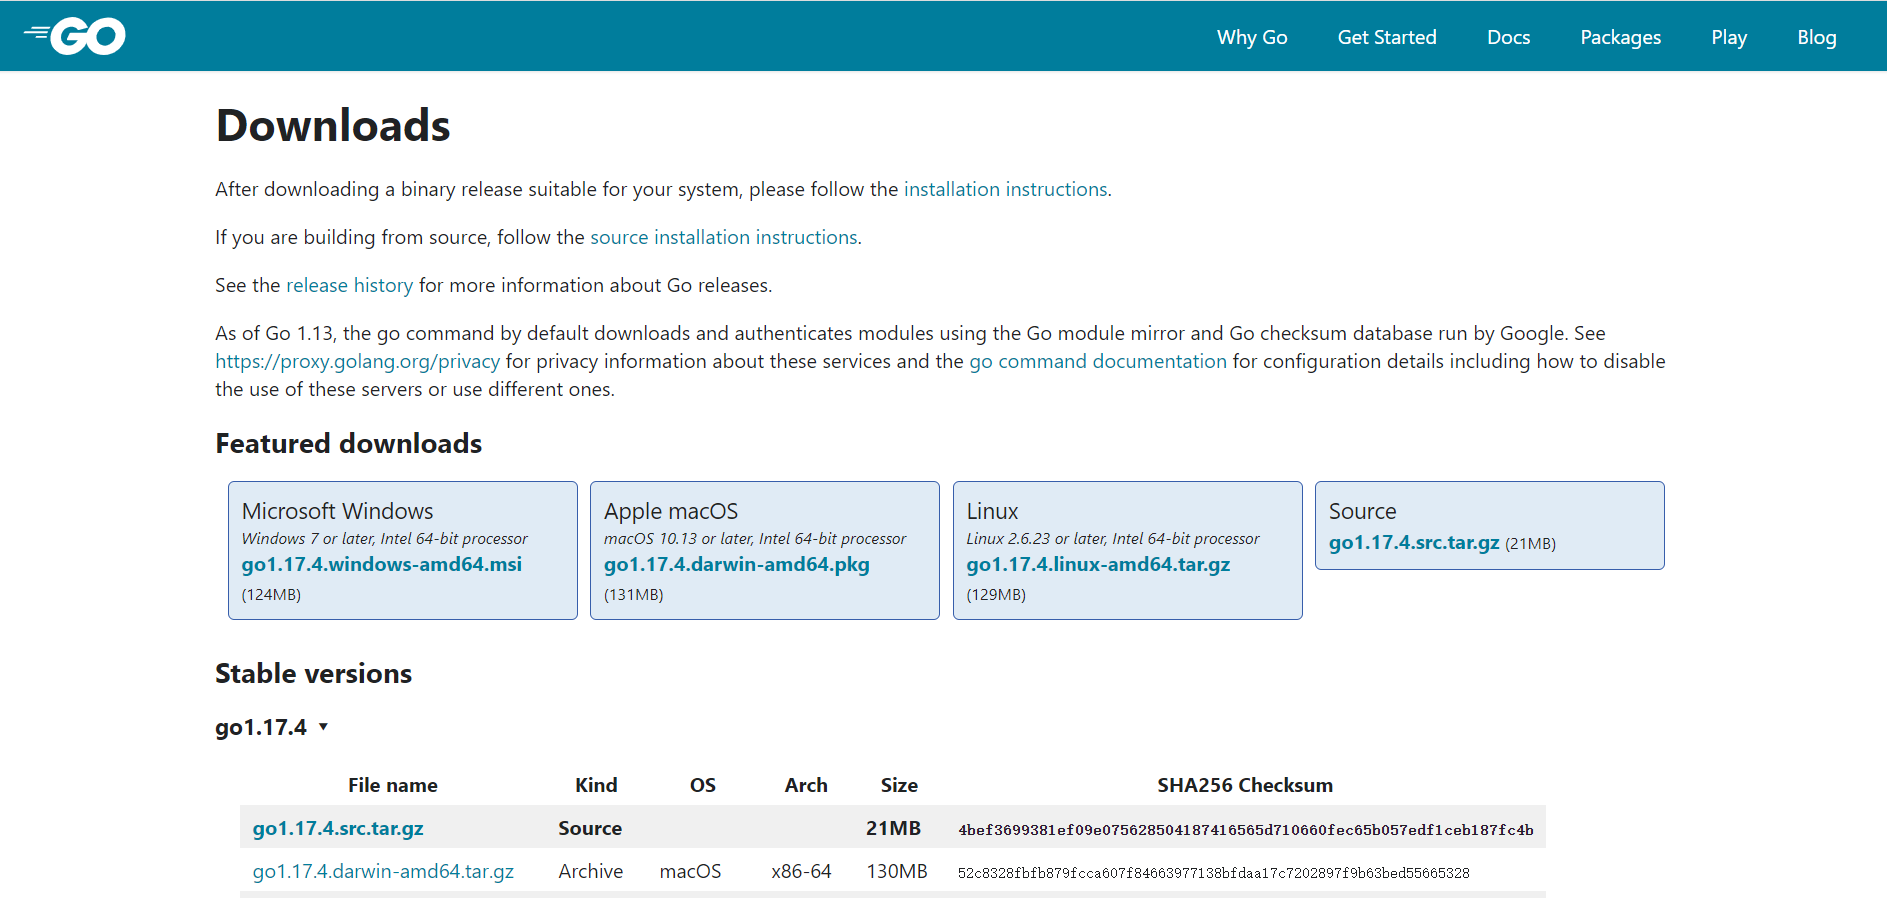 GO
Why Go Get Started Docs Packages Play Blog
Downloads
After downloading a binary release suitable for your system, please follow the installation instructions.
If you are building from source, follow the source installation instructions.
See the release history for more information about Go releases.
As of Go 1.13, the go command by default downloads and authenticates modules using the Go module mirror and Go checksum database run by Google. See
https://proxy.golang.org/privacy for privacy information about these services and the go command documentation for configuration details including how to disable
the use of these servers or use different ones.
Featured downloads
Microsoft Windows
Windows 7 or later, Intel 64-bit processor
go1.17.4.windows-amd64.msi
(124MB)
Apple macOS
macOS 10.13 or later, Intel 64-bit processor
go1.17.4.darwin-amd64.pkg
(131MB)
Linux
Linux 2.6.23 or later, Intel 64-bit processor
go1.17.4.linux-amd64.tar.gz
(129MB)
Source
go1.17.4.src.tar.gz (21MB)
Stable versions
go1.17.4 ▾
File name Kind OS Arch Size SHA256 Checksum
go1.17.4.src.tar.gz Source 21MB 4bef3699381ef09e075628504187416565d710660fec65b057edf1ceb187fc4b
go1.17.4.darwin-amd64.tar.gz Archive macOS x86-64 130MB 52c8328fbfb879fcca607f84663977138bfdaa17c7202897f9b63bed55665328